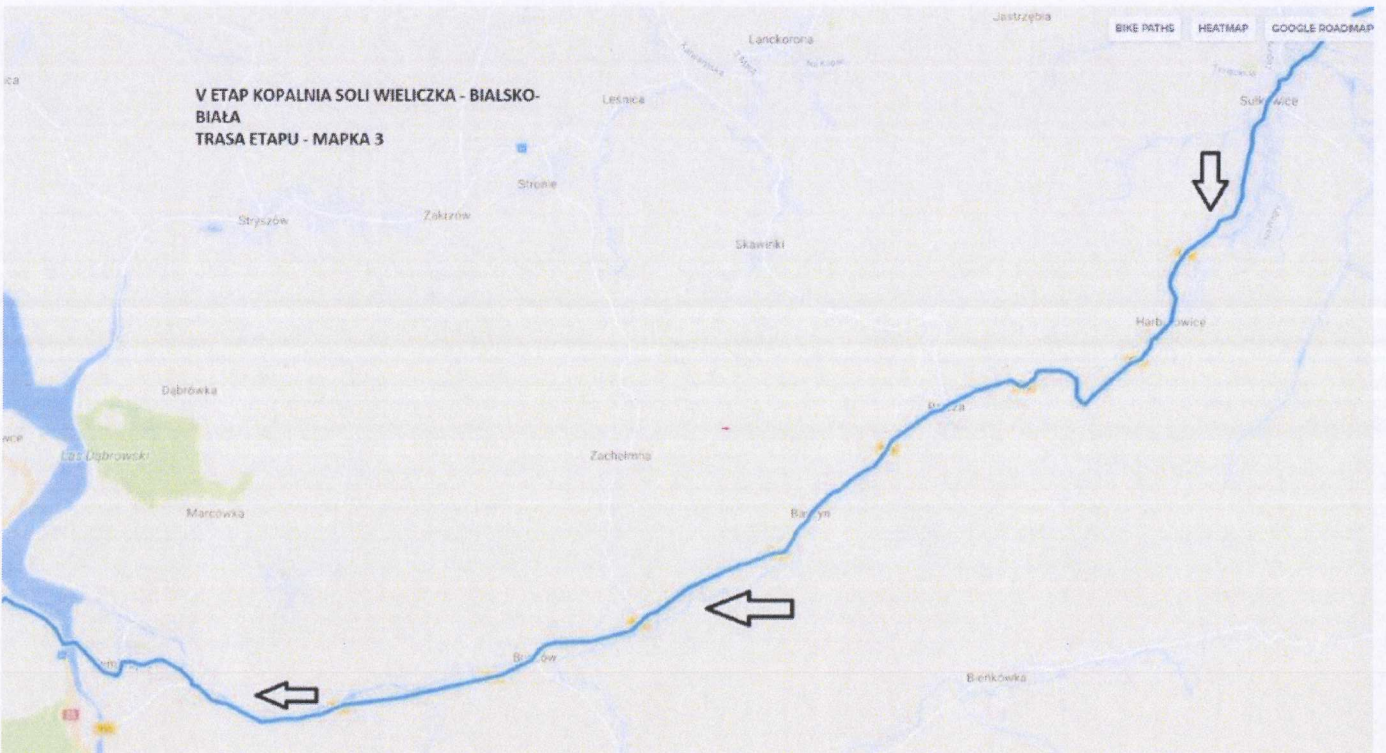 Jastrzębia
BIKE PATHS HEATMAP GOOGLE ROADMAP
Lanckorona
V ETAP KOPALNIA SOLI WIELICZKA - BIALSKO-
BIAŁA
TRASA ETAPU - MAPKA 3
Leśnica
Sułkowice
Stronie
Stryszów
Zakrzów
Skawinki
Harbutowice
Dąbrówka
Las Dąbrowski
Zachełmna
Marcówka
Budzów
Bieńkówka